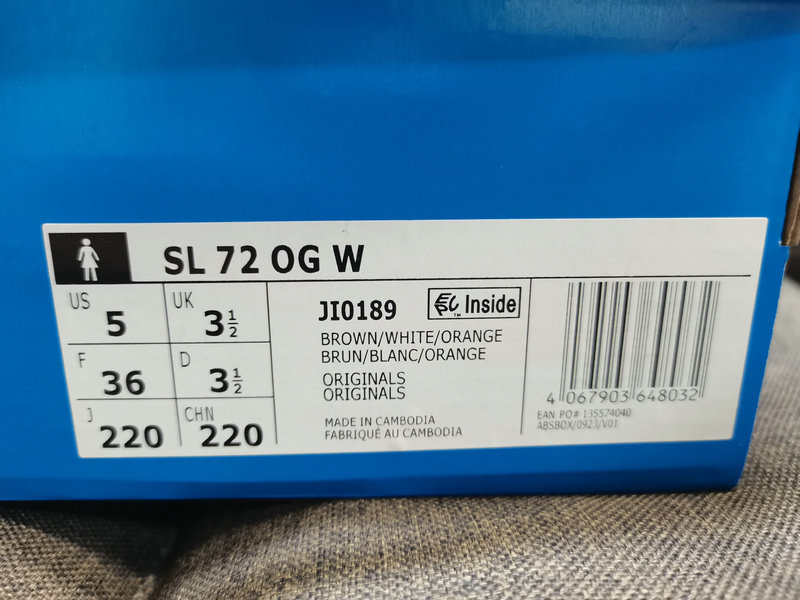 SL 72 OG W
US 5 UK 3½
F 36 D 3½
J 220 CHN 220
JI0189 Inside
TM
BROWN/WHITE/ORANGE
BRUN/BLANC/ORANGE
ORIGINALS
ORIGINALS
MADE IN CAMBODIA
FABRIQUÉ AU CAMBODIA
4 067903 648032
EAN PO# 135574040
ABSBOX/0923/V01